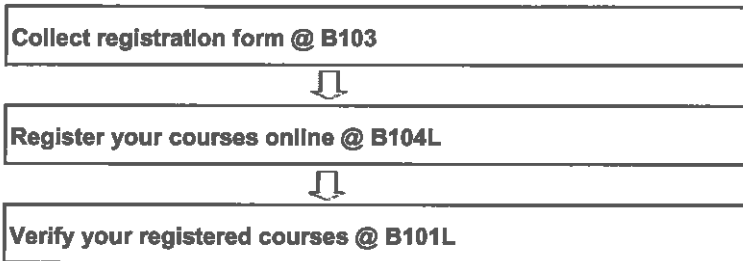 Collect registration form @ B103
Register your courses online @ B104L
Verify your registered courses @ B101L